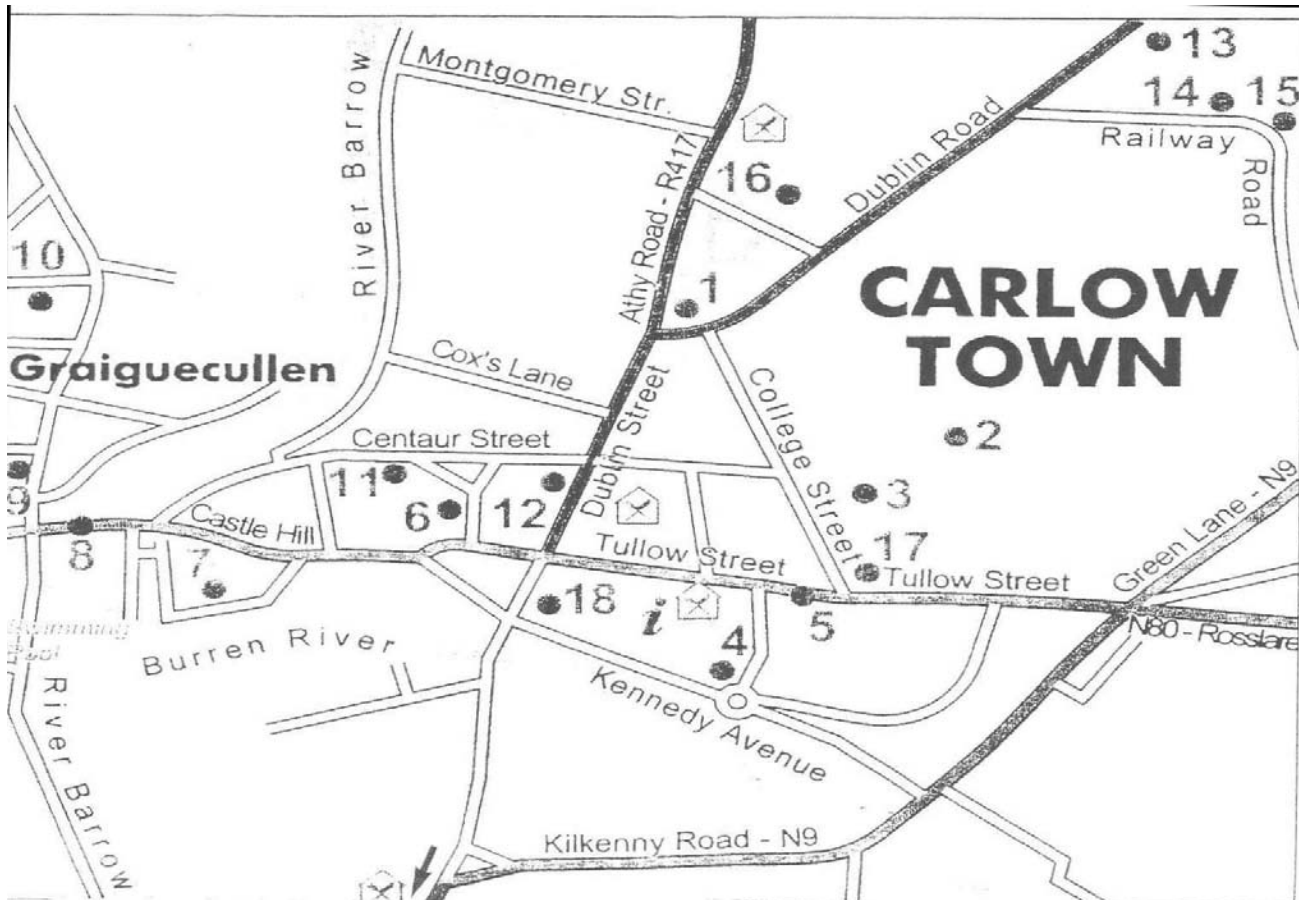 13
14
15
Montgomery Str.
River Barrow
Railway
Road
Dublin Road
16
Athy Road - R417
10
1
CARLOW
TOWN
Graiguecullen
Cox's Lane
College Street
Dublin Street
2
Centaur Street
11
6
12
3
9
Castle Hill
Green Lane - N9
8
7
Tullow Street
17
Tullow Street
18
i
4
5
N80 - Rosslare
Swimming
Pool
Burren River
Kennedy Avenue
River Barrow
Kilkenny Road - N9